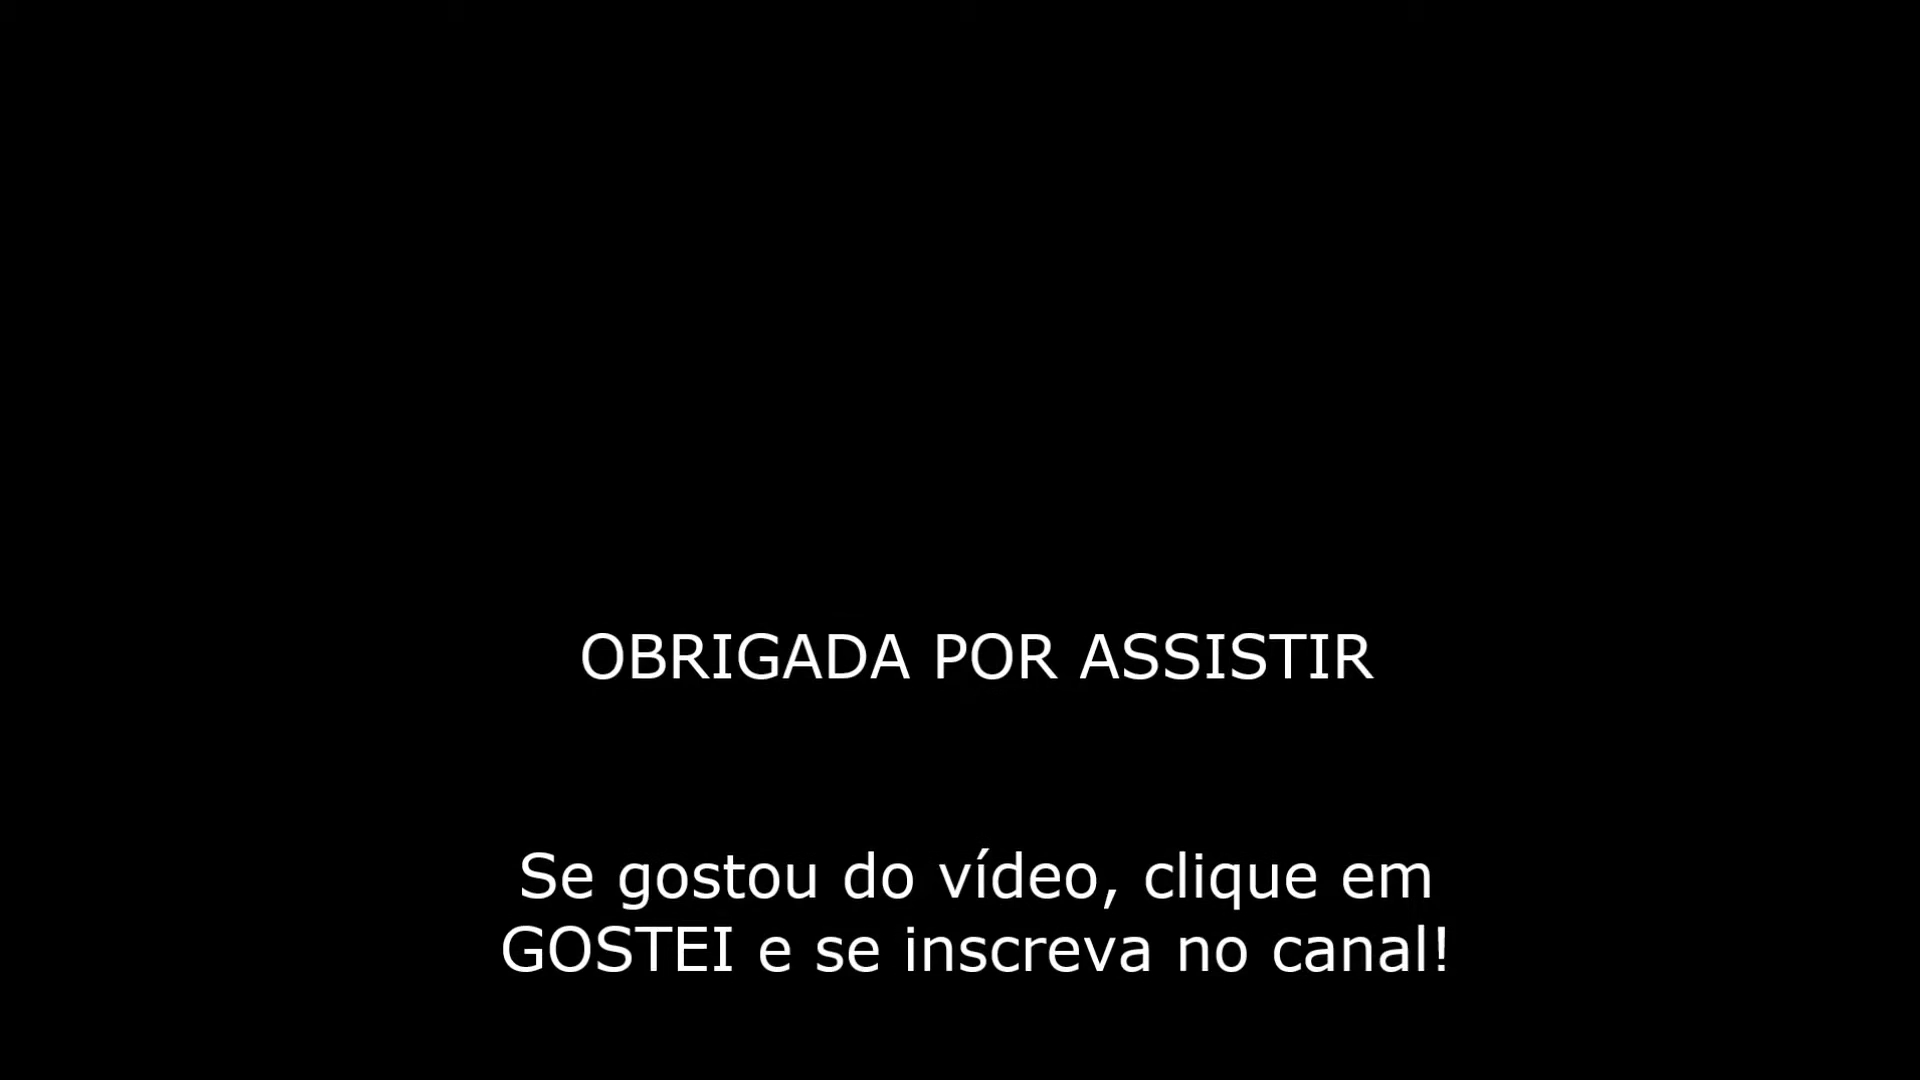 OBRIGADA POR ASSISTIR
Se gostou do vídeo, clique em
GOSTEI e se inscreva no canal!